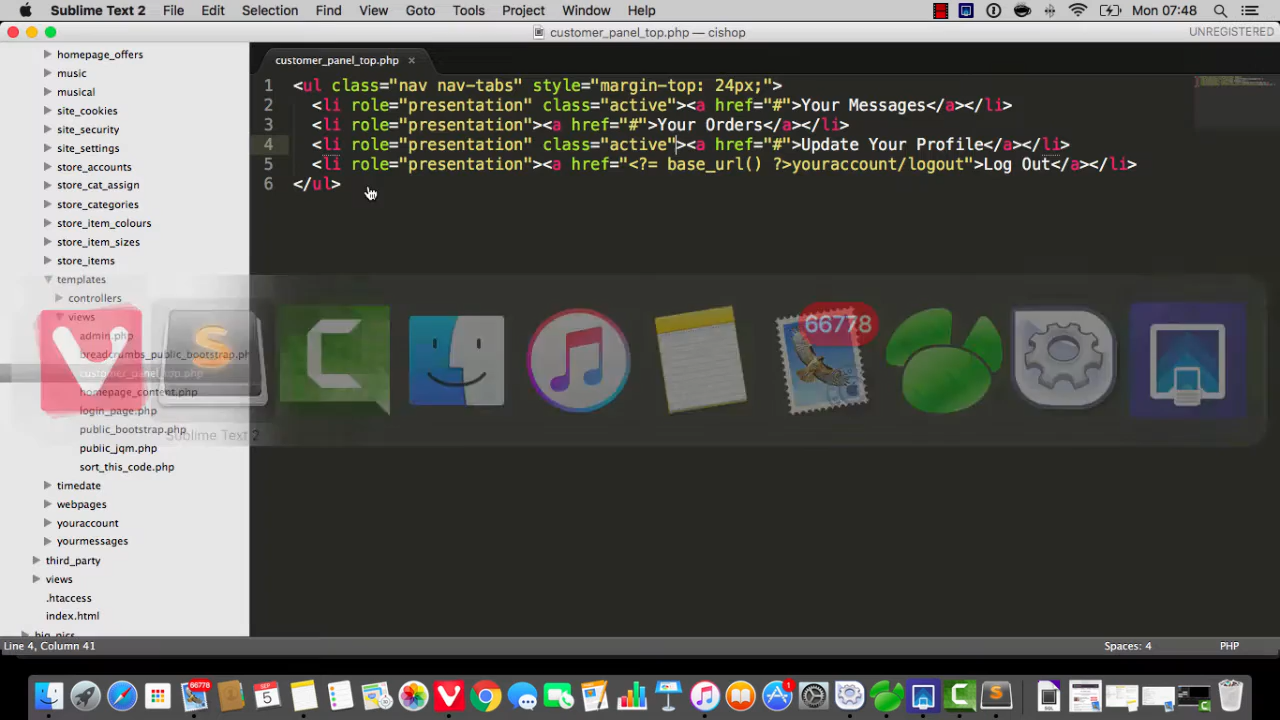 Sublime Text 2 File Edit Selection Find View Goto Tools Project Window Help Mon 07:48
customer_panel_top.php — cishop UNREGISTERED
homepage_offers
music
musical
site_cookies
site_security
site_settings
store_accounts
store_cat_assign
store_categories
store_item_colours
store_item_sizes
store_items
templates
controllers
views
admin.php
breadcrumbs_public_bootstrap.ph
customer_panel_top.php
homepage_content.php
login_page.php
public_bootstrap.php
public_jqm.php
sort_this_code.php
timedate
webpages
youraccount
yourmessages
third_party
views
.htaccess
index.html
big_pics
customer_panel_top.php ×
1 <ul class="nav nav-tabs" style="margin-top: 24px;">
2 <li role="presentation" class="active"><a href="#">Your Messages</a></li>
3 <li role="presentation"><a href="#">Your Orders</a></li>
4 <li role="presentation" class="active"><a href="#">Update Your Profile</a></li>
5 <li role="presentation"><a href="<?= base_url() ?>youraccount/logout">Log Out</a></li>
6 </ul>
66778
Sublime Text 2
Line 4, Column 41 Spaces: 4 PHP
66778
SEP
5
1